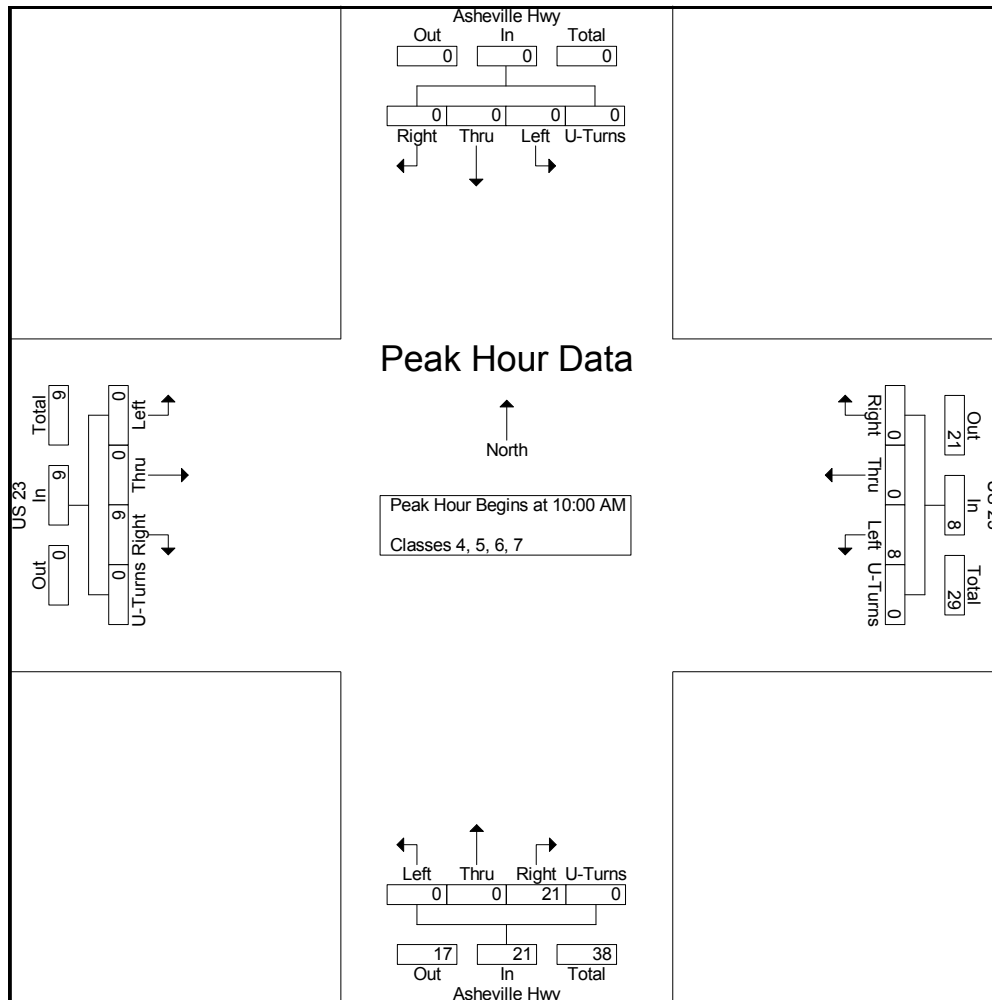 Asheville Hwy
Out In Total
0 0 0
0 0 0 0
Right Thru Left U-Turns
Peak Hour Data
North
Peak Hour Begins at 10:00 AM
Classes 4, 5, 6, 7
US 23
Total In Out
9 9 0
0 0 9 0
Left Thru Right U-Turns
Right Thru Left U-Turns
0 0 8 0
Out In Total
21 8 29
Left Thru Right U-Turns
0 0 21 0
17 21 38
Out In Total
Asheville Hwy